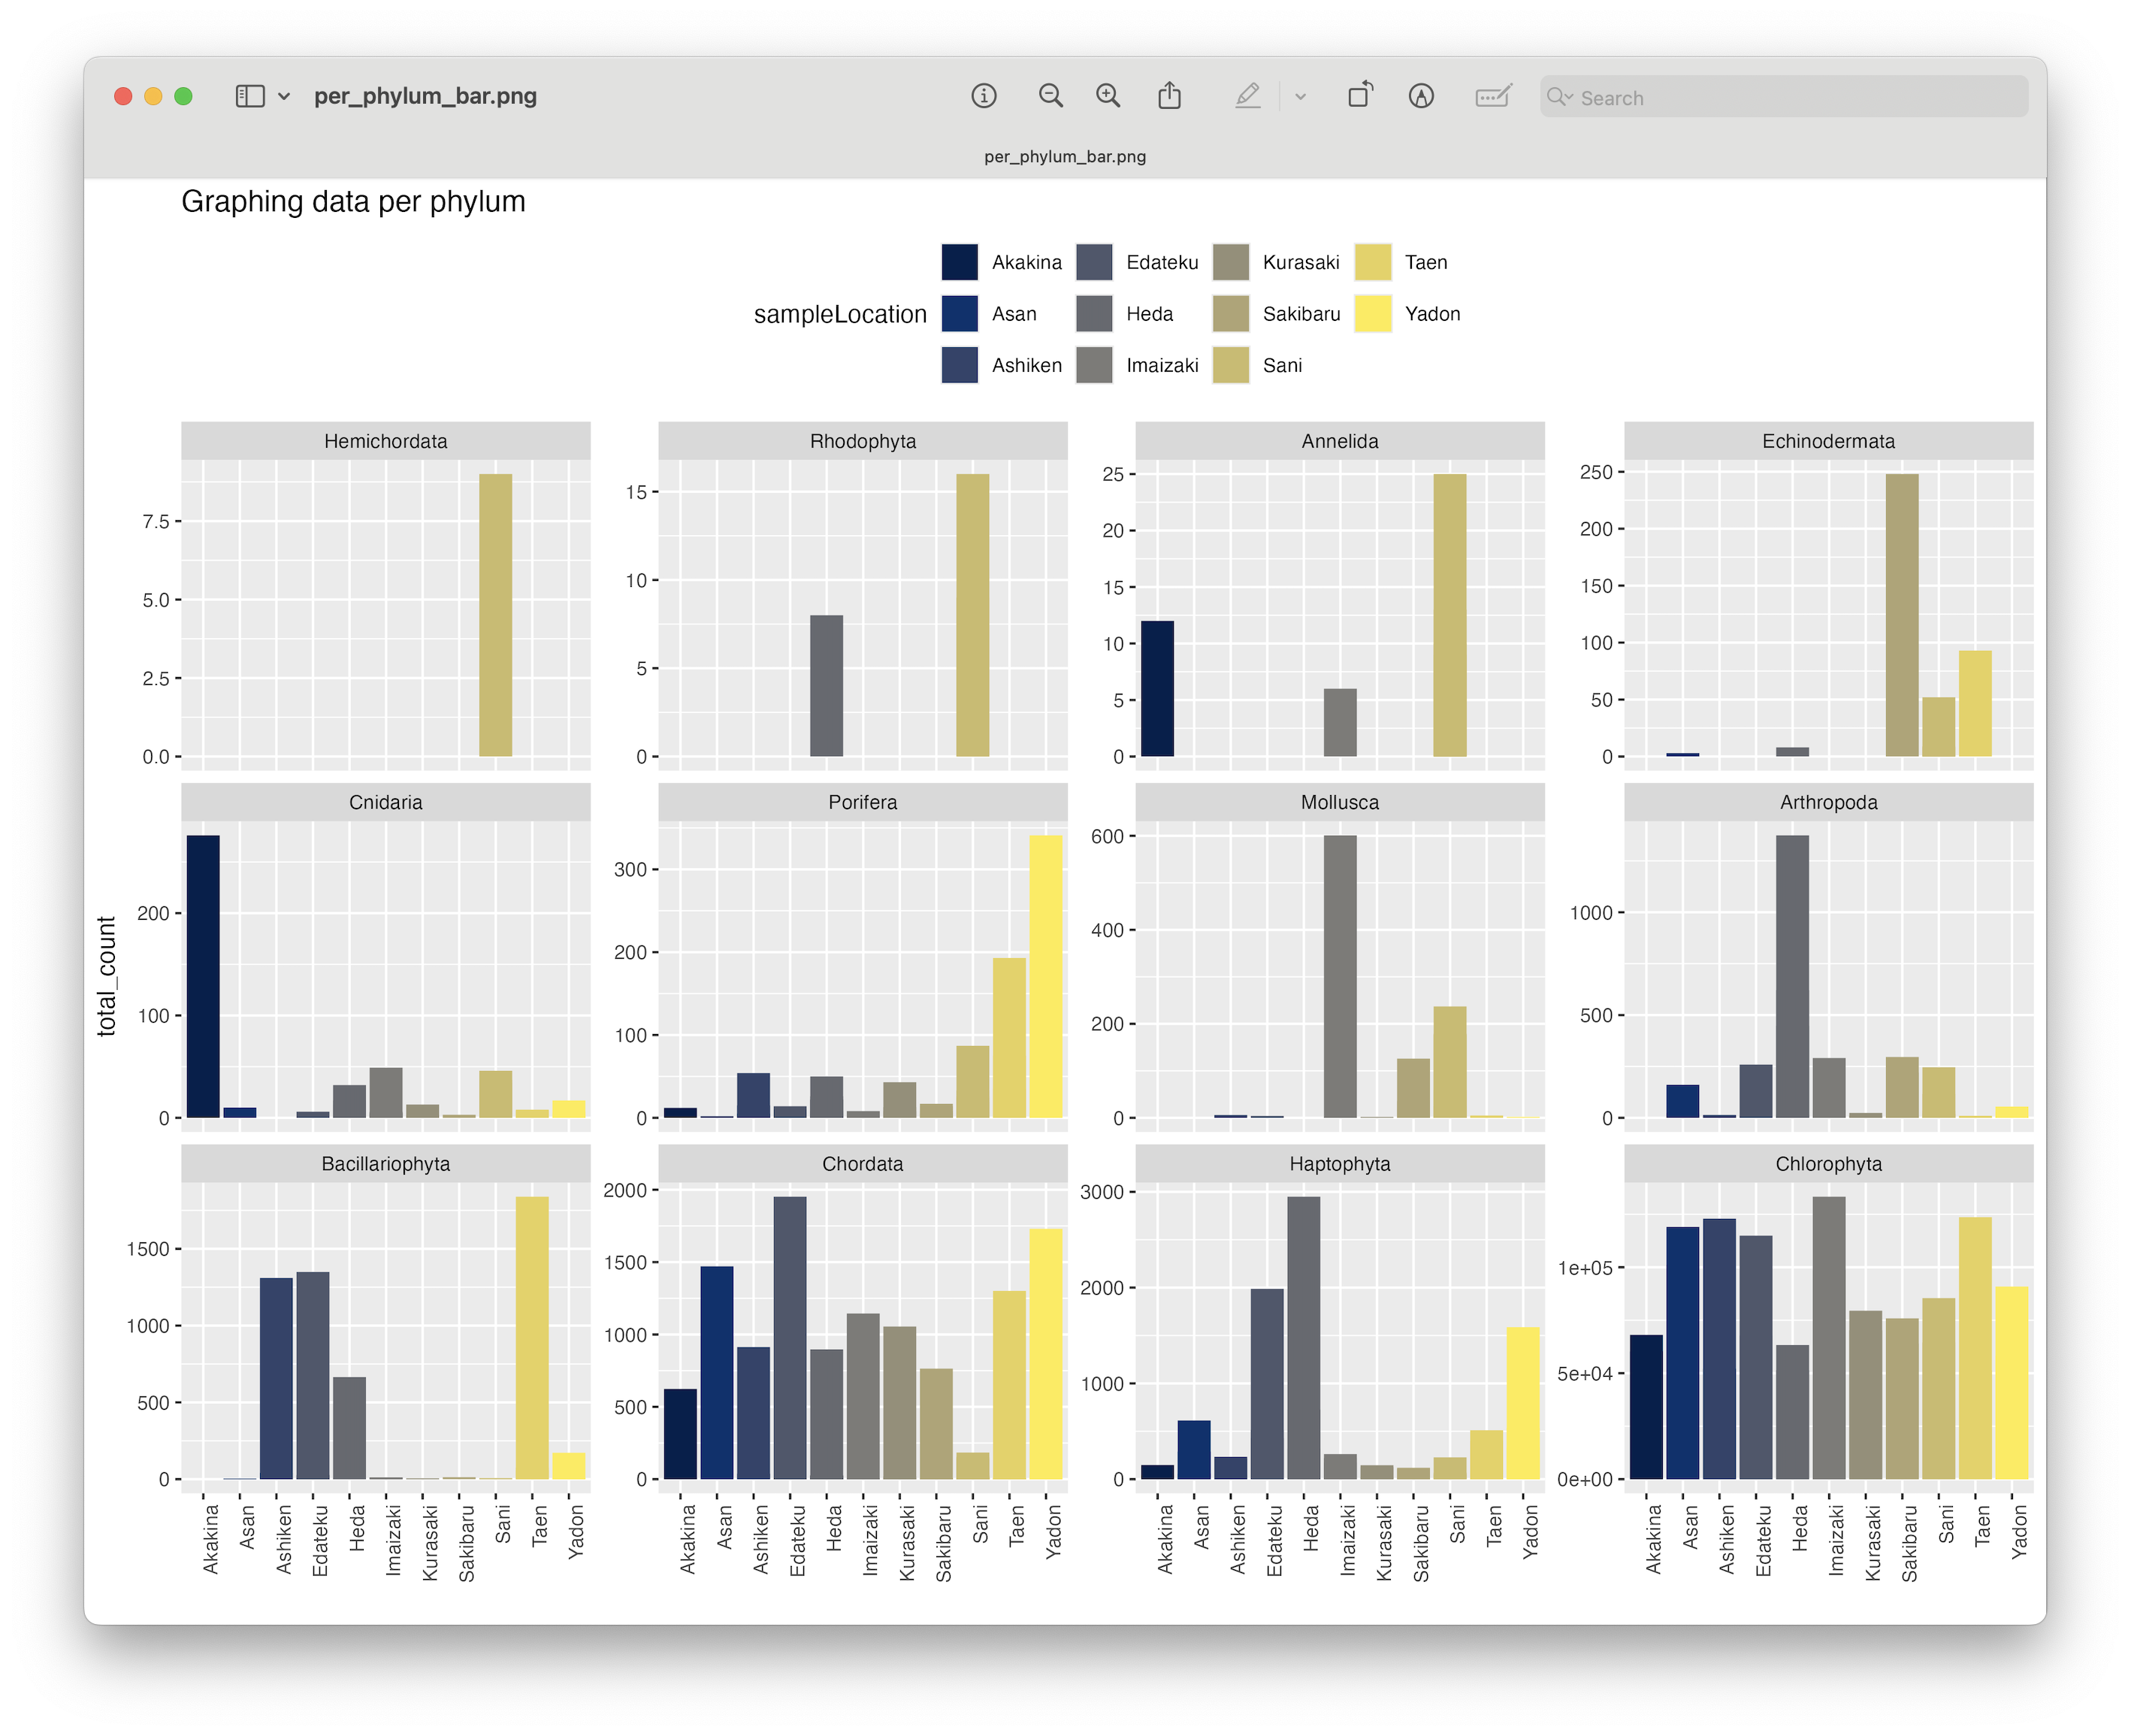 per_phylum_bar.png
Search
per_phylum_bar.png
Graphing data per phylum
sampleLocation
Akakina Edateku Kurasaki Taen
Asan Heda Sakibaru Yadon
Ashiken Imaizaki Sani
total_count
Hemichordata Rhodophyta Annelida Echinodermata
7.5
5.0
2.5
0.0
15
10
5
0
25
20
15
10
5
0
250
200
150
100
50
0
Cnidaria Porifera Mollusca Arthropoda
200
100
0
300
200
100
0
600
400
200
0
1000
500
0
Bacillariophyta Chordata Haptophyta Chlorophyta
1500
1000
500
0
2000
1500
1000
500
0
3000
2000
1000
0
1e+05
5e+04
0e+00
Akakina Asan Ashiken Edateku Heda Imaizaki Kurasaki Sakibaru Sani Taen Yadon
Akakina Asan Ashiken Edateku Heda Imaizaki Kurasaki Sakibaru Sani Taen Yadon
Akakina Asan Ashiken Edateku Heda Imaizaki Kurasaki Sakibaru Sani Taen Yadon
Akakina Asan Ashiken Edateku Heda Imaizaki Kurasaki Sakibaru Sani Taen Yadon